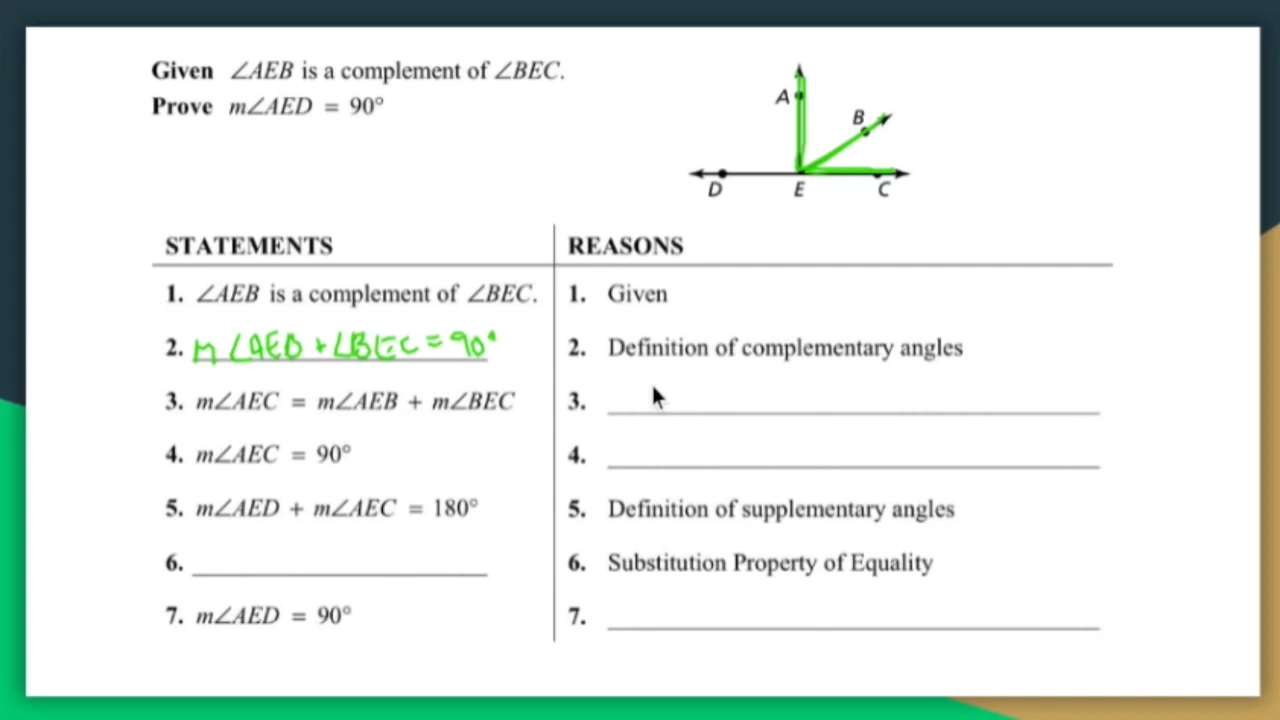 Given ∠AEB is a complement of ∠BEC.
Prove m∠AED = 90°
A
B
D
E
C
STATEMENTS
REASONS
1. ∠AEB is a complement of ∠BEC.
1. Given
2. M ∠AEB + ∠BEC = 90°
2. Definition of complementary angles
3. m∠AEC = m∠AEB + m∠BEC
3.
4. m∠AEC = 90°
4.
5. m∠AED + m∠AEC = 180°
5. Definition of supplementary angles
6.
6. Substitution Property of Equality
7. m∠AED = 90°
7.